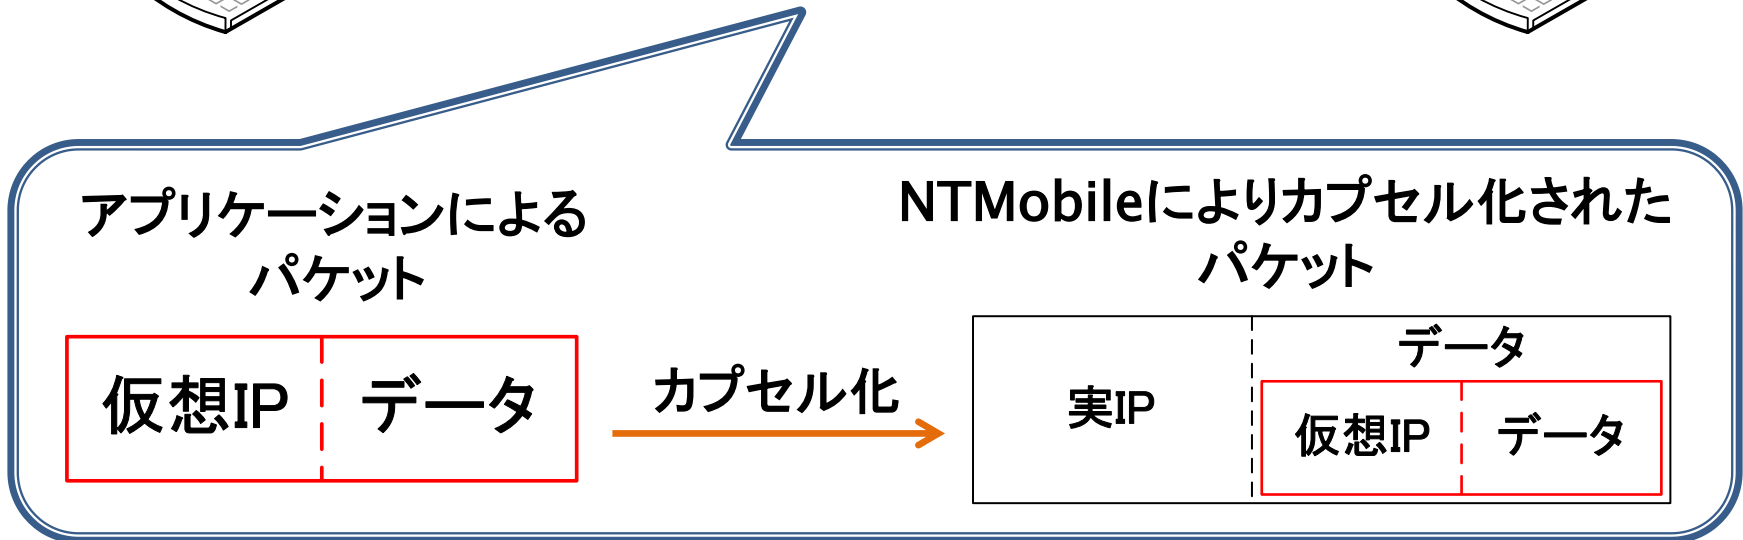 アプリケーションによる
パケット
仮想IP データ
カプセル化
NTMobileによりカプセル化された
パケット
データ
実IP
仮想IP データ